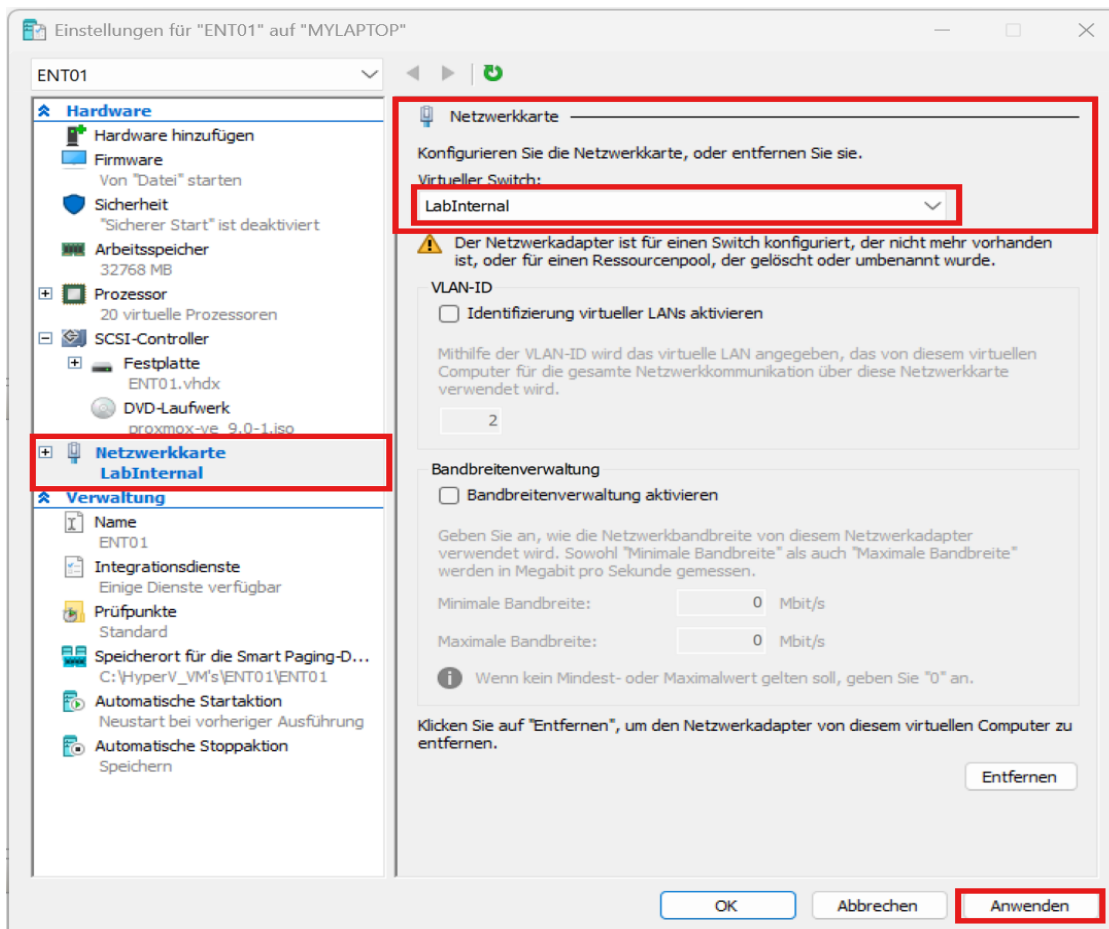 Einstellungen für "ENT01" auf "MYLAPTOP"
ENT01
Hardware
Hardware hinzufügen
Firmware
Von "Datei" starten
Sicherheit
"Sicherer Start" ist deaktiviert
Arbeitsspeicher
32768 MB
Prozessor
20 virtuelle Prozessoren
SCSI-Controller
Festplatte
ENT01.vhdx
DVD-Laufwerk
proxmox-ve_9.0-1.iso
Netzwerkkarte
LabInternal
Verwaltung
Name
ENT01
Integrationsdienste
Einige Dienste verfügbar
Prüfpunkte
Standard
Speicherort für die Smart Paging-D...
C:\HyperV_VM's\ENT01\ENT01
Automatische Startaktion
Neustart bei vorheriger Ausführung
Automatische Stoppaktion
Speichern
Netzwerkkarte
Konfigurieren Sie die Netzwerkkarte, oder entfernen Sie sie.
Virtueller Switch:
LabInternal
Der Netzwerkadapter ist für einen Switch konfiguriert, der nicht mehr vorhanden
ist, oder für einen Ressourcenpool, der gelöscht oder umbenannt wurde.
VLAN-ID
Identifizierung virtueller LANs aktivieren
Mithilfe der VLAN-ID wird das virtuelle LAN angegeben, das von diesem virtuellen
Computer für die gesamte Netzwerkkommunikation über diese Netzwerkkarte
verwendet wird.
2
Bandbreitenverwaltung
Bandbreitenverwaltung aktivieren
Geben Sie an, wie die Netzwerkbandbreite von diesem Netzwerkadapter
verwendet wird. Sowohl "Minimale Bandbreite" als auch "Maximale Bandbreite"
werden in Megabit pro Sekunde gemessen.
Minimale Bandbreite: 0 Mbit/s
Maximale Bandbreite: 0 Mbit/s
Wenn kein Mindest- oder Maximalwert gelten soll, geben Sie "0" an.
Klicken Sie auf "Entfernen", um den Netzwerkadapter von diesem virtuellen Computer zu
entfernen.
Entfernen
OK Abbrechen Anwenden